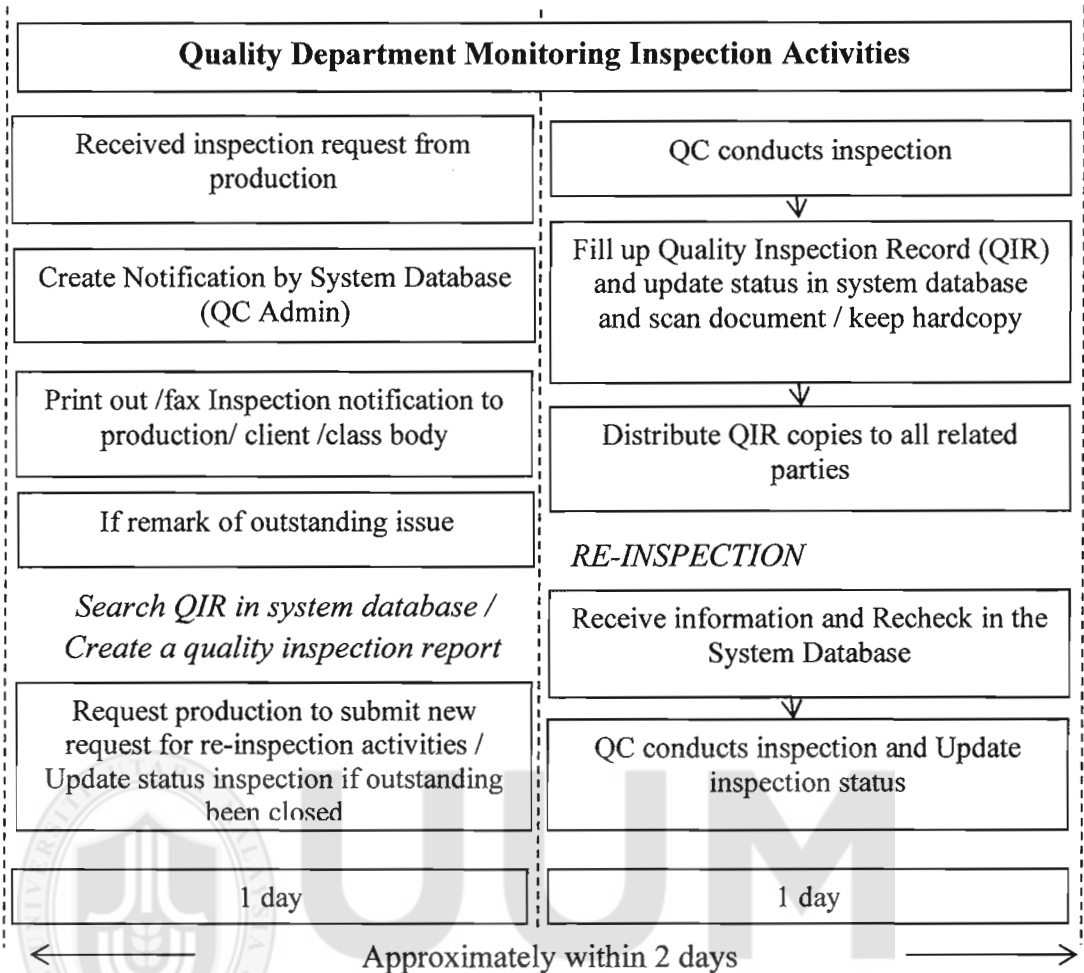 Quality Department Monitoring Inspection Activities
Received inspection request from
production
Create Notification by System Database
(QC Admin)
Print out /fax Inspection notification to
production/ client /class body
If remark of outstanding issue
Search QIR in system database /
Create a quality inspection report
Request production to submit new
request for re-inspection activities /
Update status inspection if outstanding
been closed
1 day
QC conducts inspection
Fill up Quality Inspection Record (QIR)
and update status in system database
and scan document / keep hardcopy
Distribute QIR copies to all related
parties
RE-INSPECTION
Receive information and Recheck in the
System Database
QC conducts inspection and Update
inspection status
1 day
Approximately within 2 days
UUM